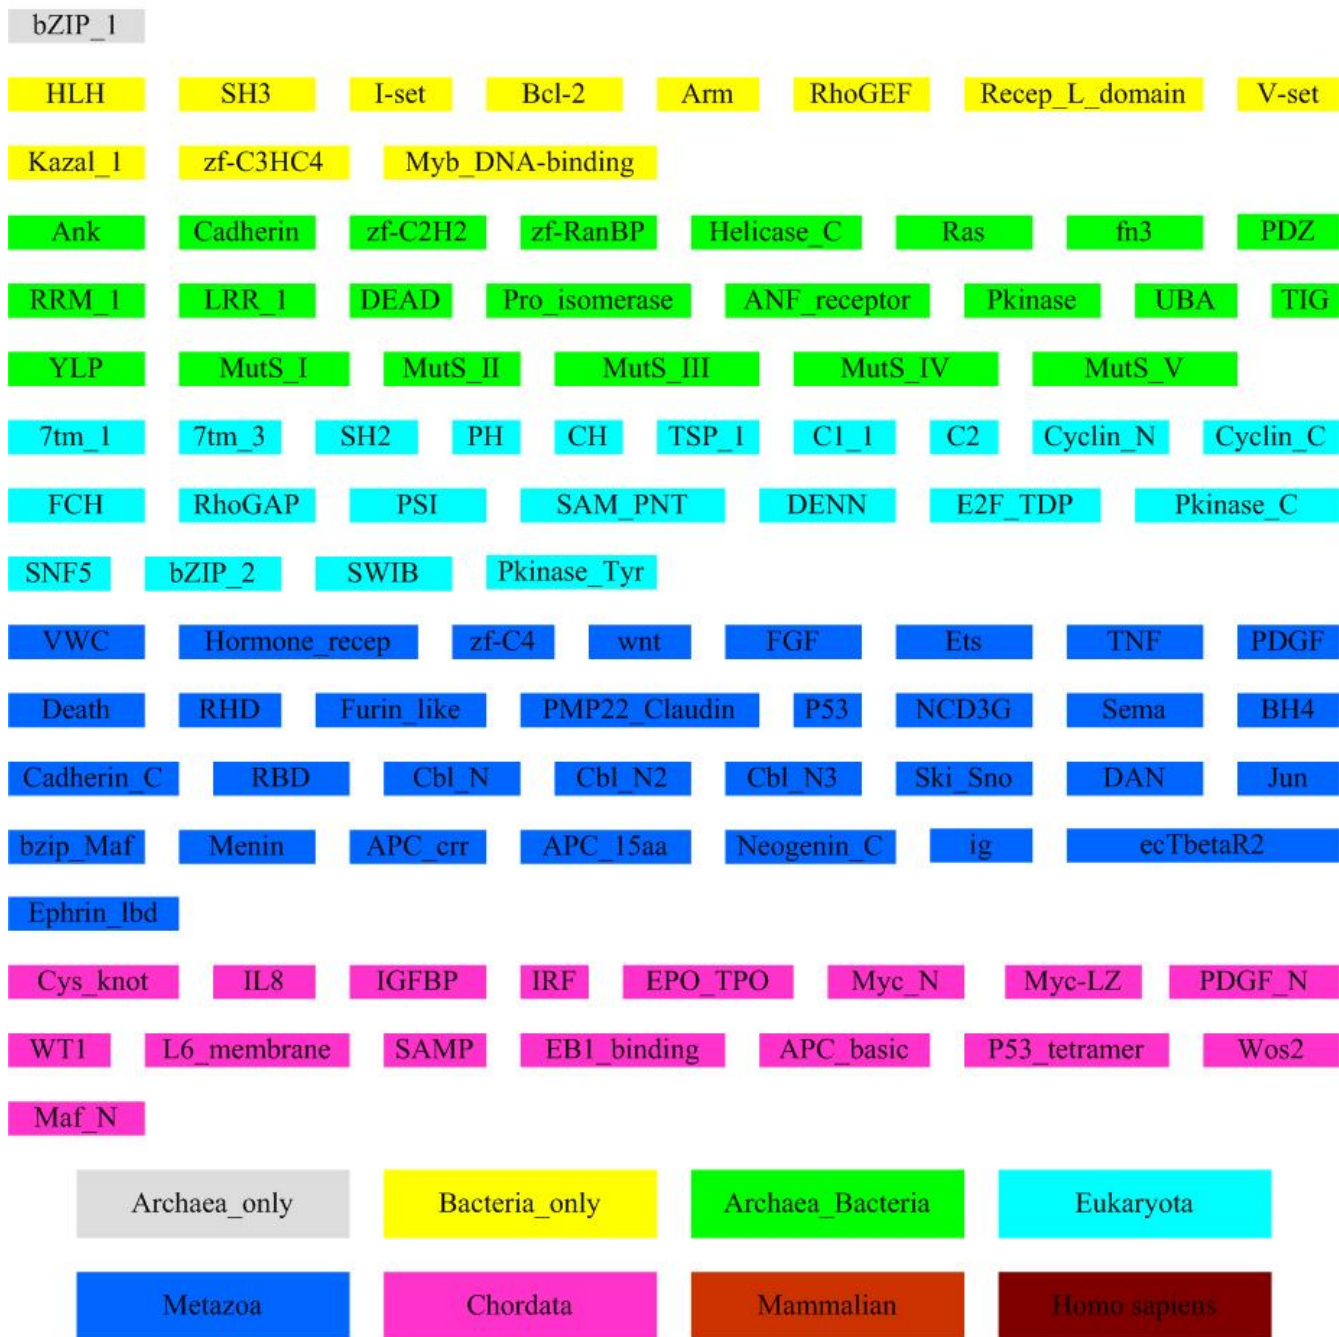 bZIP_1
HLH SH3 I-set Bcl-2 Arm RhoGEF Recep_L_domain V-set
Kazal_1 zf-C3HC4 Myb_DNA-binding
Ank Cadherin zf-C2H2 zf-RanBP Helicase_C Ras fn3 PDZ
RRM_1 LRR_1 DEAD Pro_isomerase ANF_receptor Pkinase UBA TIG
YLP MutS_I MutS_II MutS_III MutS_IV MutS_V
7tm_1 7tm_3 SH2 PH CH TSP_1 C1_1 C2 Cyclin_N Cyclin_C
FCH RhoGAP PSI SAM_PNT DENN E2F_TDP Pkinase_C
SNF5 bZIP_2 SWIB Pkinase_Tyr
VWC Hormone_recep zf-C4 wnt FGF Ets TNF PDGF
Death RHD Furin_like PMP22_Claudin P53 NCD3G Sema BH4
Cadherin_C RBD Cbl_N Cbl_N2 Cbl_N3 Ski_Sno DAN Jun
bzip_Maf Menin APC_crr APC_15aa Neogenin_C ig ecTbetaR2
Ephrin_lbd
Cys_knot IL8 IGFBP IRF EPO_TPO Myc_N Myc-LZ PDGF_N
WT1 L6_membrane SAMP EB1_binding APC_basic P53_tetramer Wos2
Maf_N
Archaea_only Bacteria_only Archaea_Bacteria Eukaryota
Metazoa Chordata Mammalian Homo sapiens